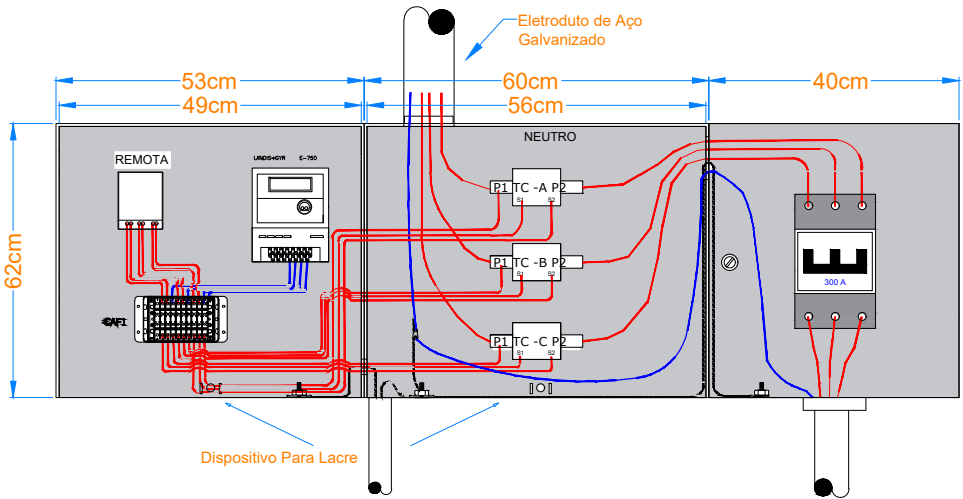 Eletroduto de Aço
Galvanizado
53cm
60cm
40cm
49cm
56cm
62cm
NEUTRO
REMOTA
LANDIS+GYR E-750
P1 TC -A P2
S1 S2
P1 TC -B P2
S1 S2
300 A
CAFI
P1 TC -C P2
S1 S2
Dispositivo Para Lacre